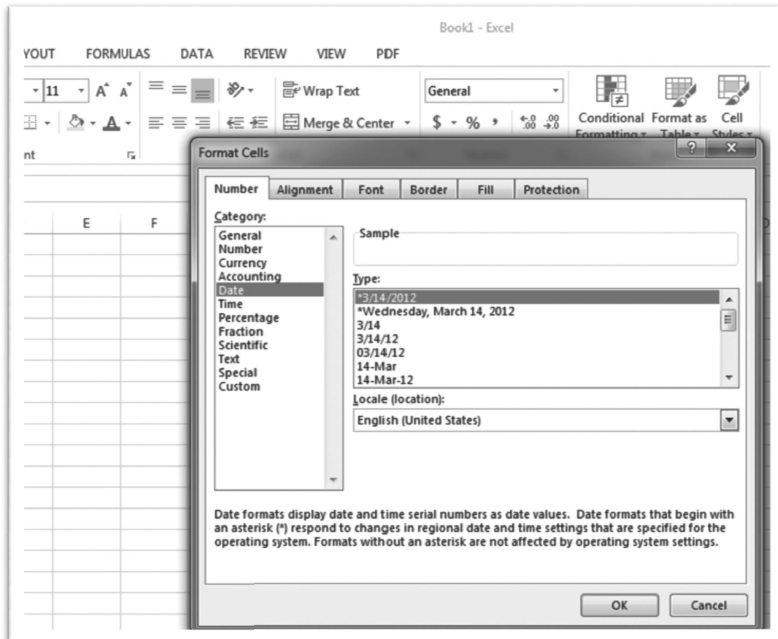 Book1 - Excel
YOUT FORMULAS DATA REVIEW VIEW PDF
11 A A Wrap Text General
Merge & Center $ % , .00 .00 Conditional Format as Cell
Formatting Table Styles
nt
Format Cells
Number Alignment Font Border Fill Protection
E F
Category:
General
Number
Currency
Accounting
Date
Time
Percentage
Fraction
Scientific
Text
Special
Custom
Sample
Type:
*3/14/2012
*Wednesday, March 14, 2012
3/14
3/14/12
03/14/12
14-Mar
14-Mar-12
Locale (location):
English (United States)
Date formats display date and time serial numbers as date values. Date formats that begin with
an asterisk (*) respond to changes in regional date and time settings that are specified for the
operating system. Formats without an asterisk are not affected by operating system settings.
OK Cancel